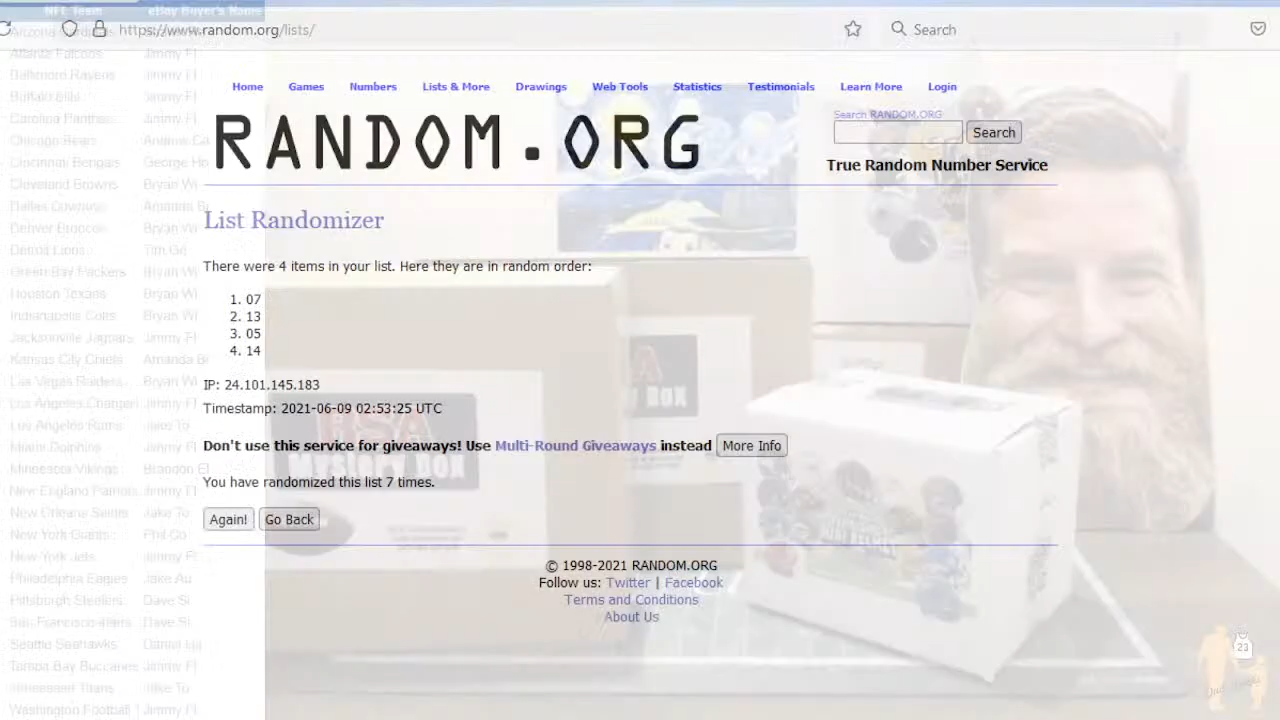 NFL Team eBay Buyer's Name
https://www.random.org/lists/
Search
Home Games Numbers Lists & More Drawings Web Tools Statistics Testimonials Learn More Login
RANDOM.ORG
Search RANDOM.ORG
Search
True Random Number Service
List Randomizer
There were 4 items in your list. Here they are in random order:
1. 07
2. 13
3. 05
4. 14
IP: 24.101.145.183
Timestamp: 2021-06-09 02:53:25 UTC
Don't use this service for giveaways! Use Multi-Round Giveaways instead More Info
You have randomized this list 7 times.
Again! Go Back
© 1998-2021 RANDOM.ORG
Follow us: Twitter | Facebook
Terms and Conditions
About Us
Atlanta Falcons Jimmy Fl
Baltimore Ravens Jimmy Fl
Buffalo Bills Jimmy Fl
Carolina Panthers Jimmy Fl
Chicago Bears Andrew Ca
Cincinnati Bengals George Ho
Cleveland Browns Bryan Wi
Dallas Cowboys Amanda B
Denver Broncos Bryan Wi
Detroit Lions Tim Ge
Green Bay Packers Bryan Wi
Houston Texans Bryan Wi
Indianapolis Colts Bryan Wi
Jacksonville Jaguars Jimmy Fl
Kansas City Chiefs Amanda B
Las Vegas Raiders Bryan Wi
Los Angeles Chargers Jimmy Fl
Los Angeles Rams Jake To
Miami Dolphins Jimmy Fl
Minnesota Vikings Brandon El
New England Patriots Jimmy Fl
New Orleans Saints Jake To
New York Giants Phil Co
New York Jets Jimmy Fl
Philadelphia Eagles Jake Au
Pittsburgh Steelers Dave Si
San Francisco 49ers Dave Si
Seattle Seahawks Daniel
Tampa Bay Buccaneers Jimmy Fl
Tennessee Titans Jake To
Washington Football Jimmy Fl
MYSTERY BOX
BOX
23